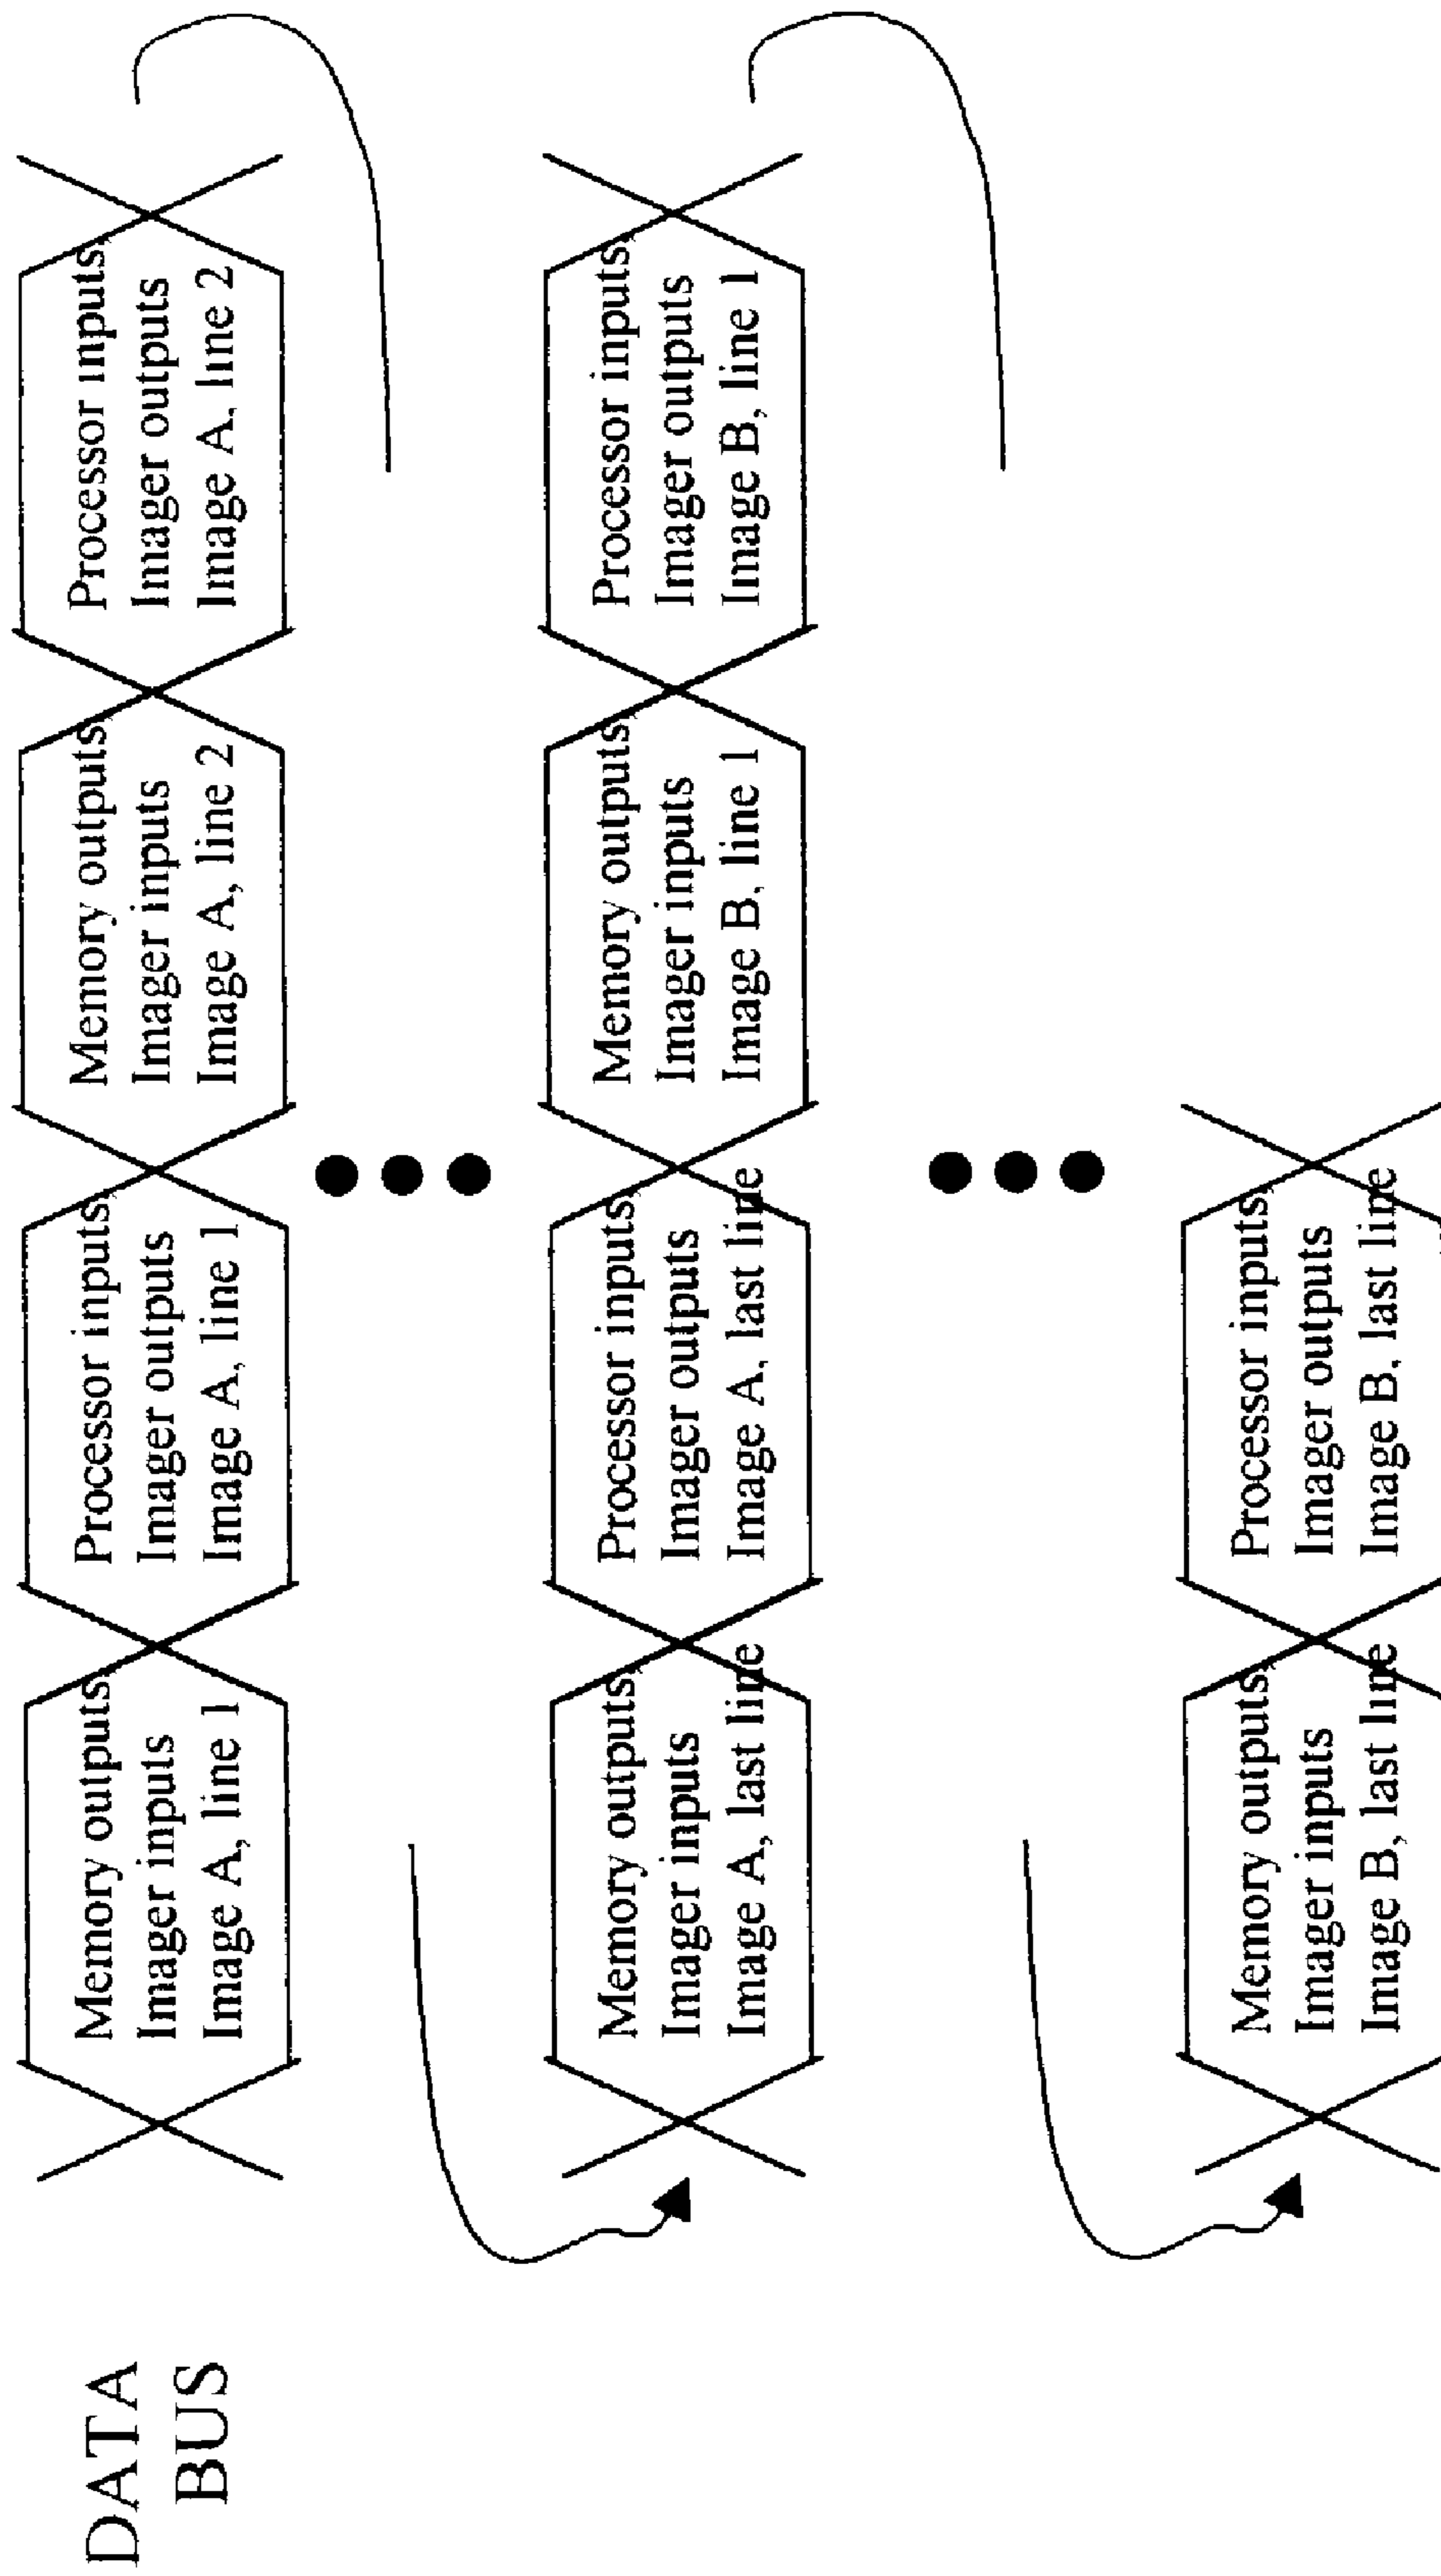 DATA
BUS
Memory outputs,
Imager inputs
Image A, line 1
Processor inputs,
Imager outputs
Image A, line 1
Memory outputs,
Imager inputs
Image A, line 2
Processor inputs,
Imager outputs
Image A, line 2
Memory outputs,
Imager inputs
Image A, last line
Processor inputs,
Imager outputs
Image A, last line
Memory outputs,
Imager inputs
Image B, line 1
Processor inputs,
Imager outputs
Image B, line 1
Memory outputs,
Imager inputs
Image B, last line
Processor inputs,
Imager outputs
Image B, last line